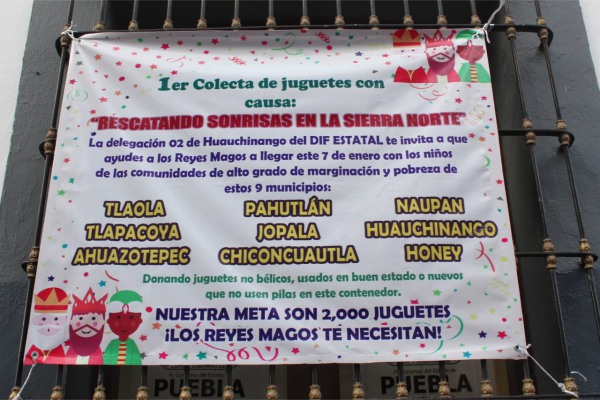 1er Colecta de juguetes con
causa:
"RESCATANDO SONRISAS EN LA SIERRA NORTE"
La delegación 02 de Huauchinango del DIF ESTATAL te invita a que
ayudes a los Reyes Magos a llegar este 7 de enero con los niños
de las comunidades de alto grado de marginación y pobreza de
estos 9 municipios:
TLAOLA PAHUTLÁN NAUPAN
TLAPACOYA JOPALA HUAUCHINANGO
AHUAZOTEPEC CHICONCUAUTLA HONEY
Donando juguetes no bélicos, usados en buen estado o nuevos
que no usen pilas en este contenedor.
NUESTRA META SON 2,000 JUGUETES
¡LOS REYES MAGOS TE NECESITAN!
PUEBLA PUEBLA